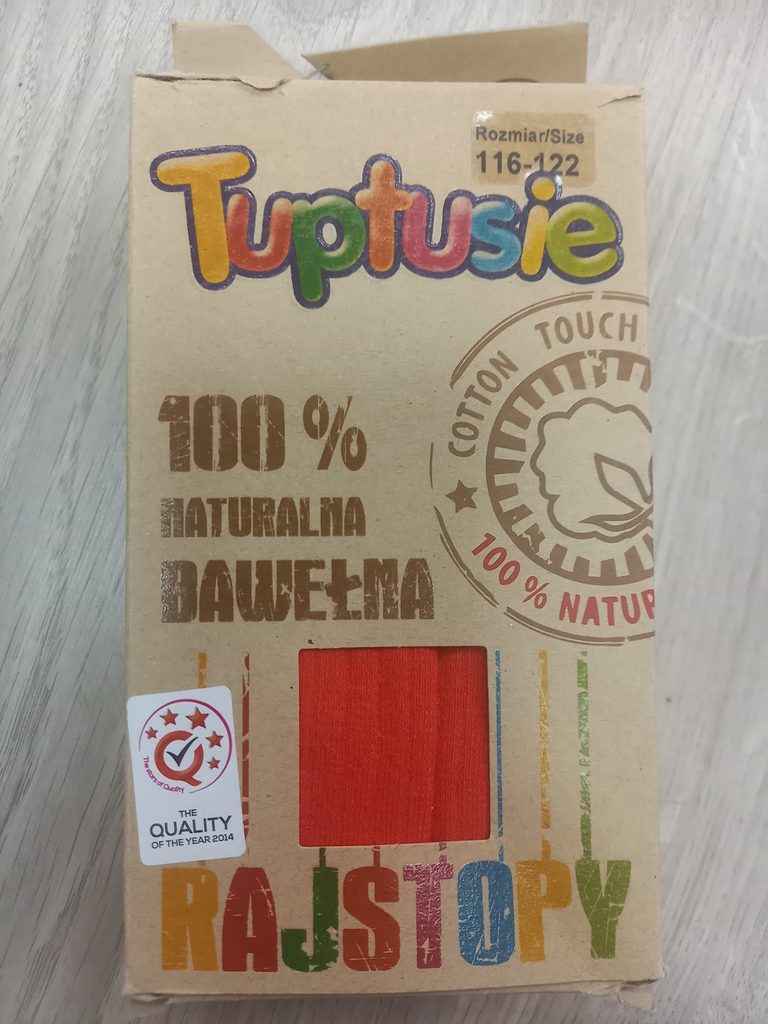 Rozmiar/Size
116-122
Tuptusie
COTTON TOUCH
100 % NATUR
100 %
NATURALNA
BAWEŁNA
The stars of Quality
THE
QUALITY
OF THE YEAR 2014
RAJSTOPY